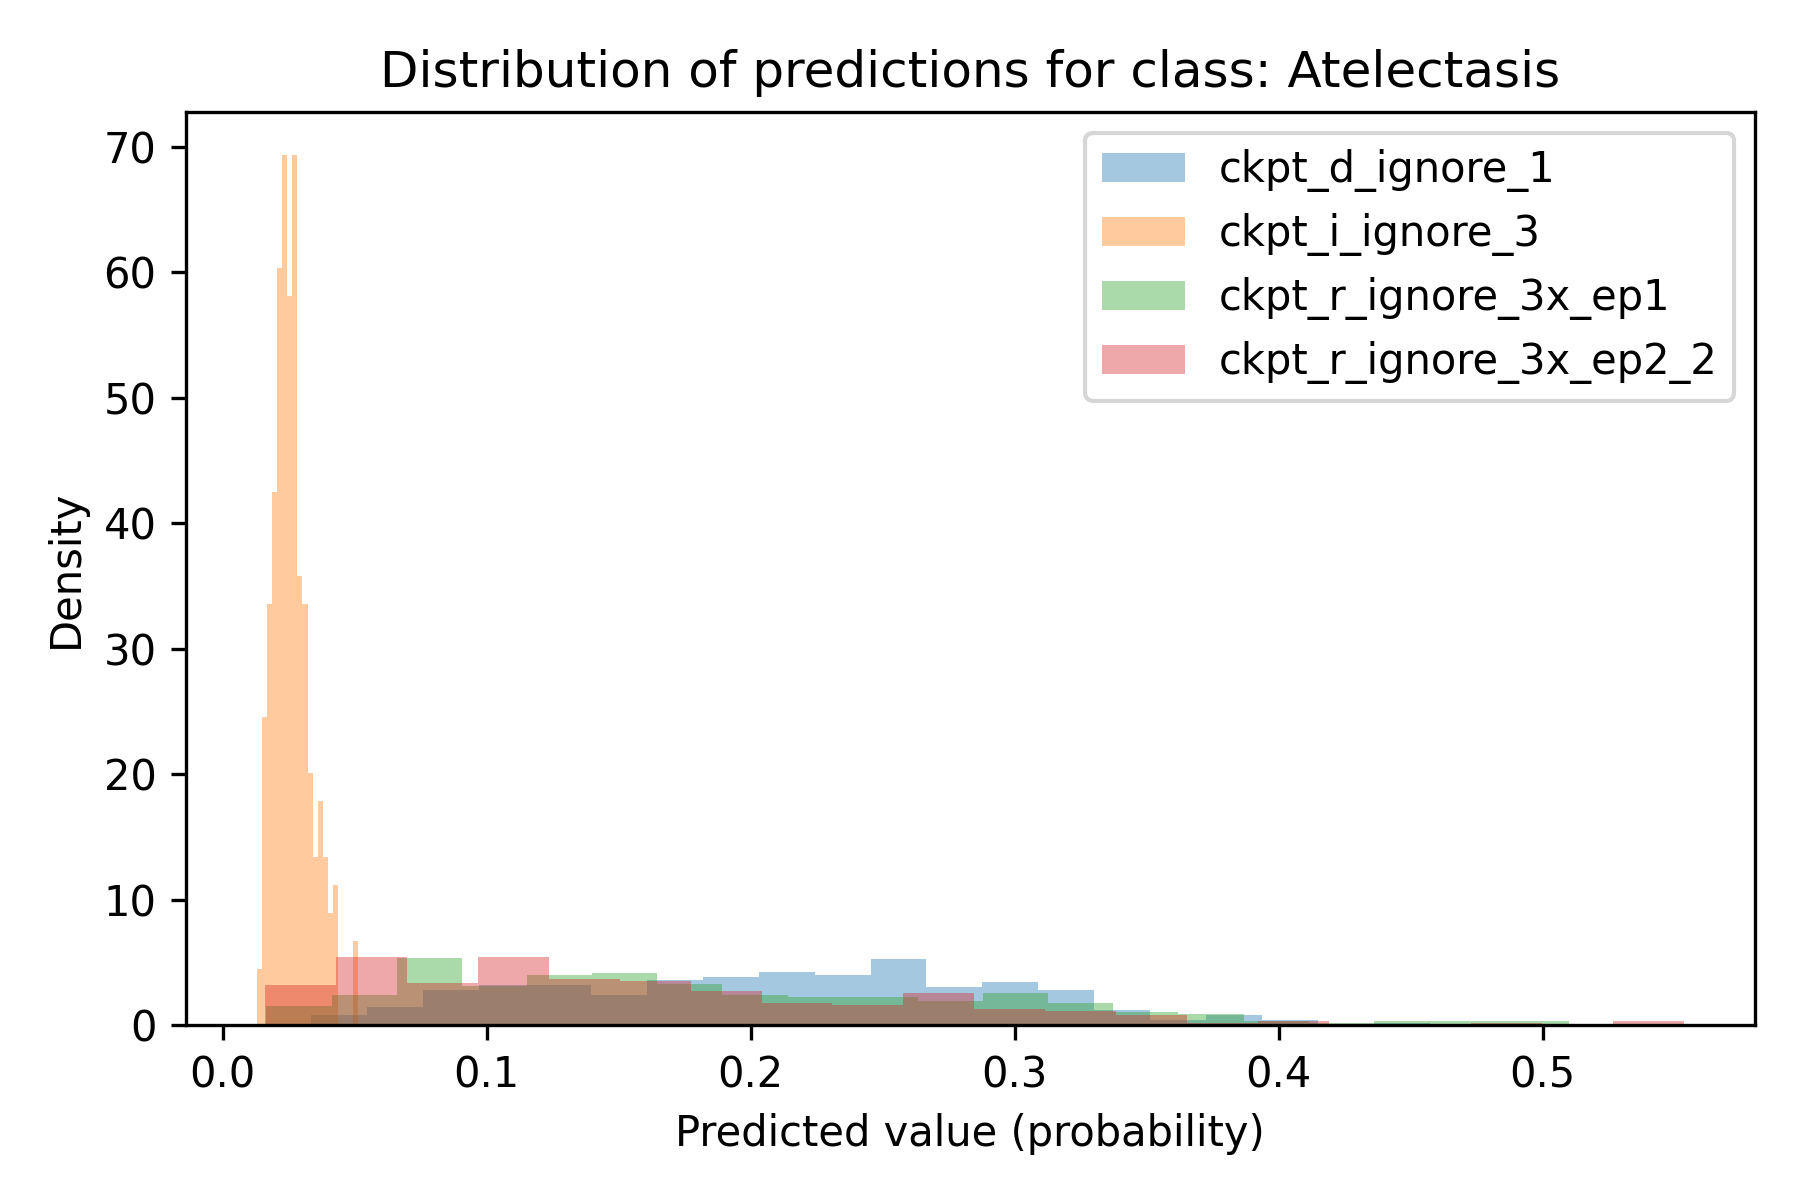 Distribution of predictions for class: Atelectasis
ckpt_d_ignore_1
ckpt_i_ignore_3
ckpt_r_ignore_3x_ep1
ckpt_r_ignore_3x_ep2_2
Density
70
60
50
40
30
20
10
0
0.0 0.1 0.2 0.3 0.4 0.5
Predicted value (probability)